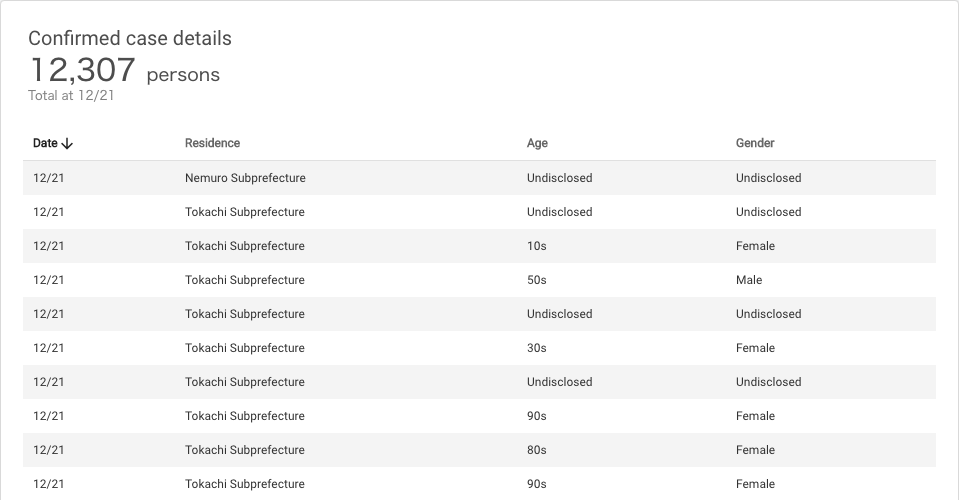 Confirmed case details
12,307 persons
Total at 12/21
Date Residence Age Gender
12/21 Nemuro Subprefecture Undisclosed Undisclosed
12/21 Tokachi Subprefecture Undisclosed Undisclosed
12/21 Tokachi Subprefecture 10s Female
12/21 Tokachi Subprefecture 50s Male
12/21 Tokachi Subprefecture Undisclosed Undisclosed
12/21 Tokachi Subprefecture 30s Female
12/21 Tokachi Subprefecture Undisclosed Undisclosed
12/21 Tokachi Subprefecture 90s Female
12/21 Tokachi Subprefecture 80s Female
12/21 Tokachi Subprefecture 90s Female